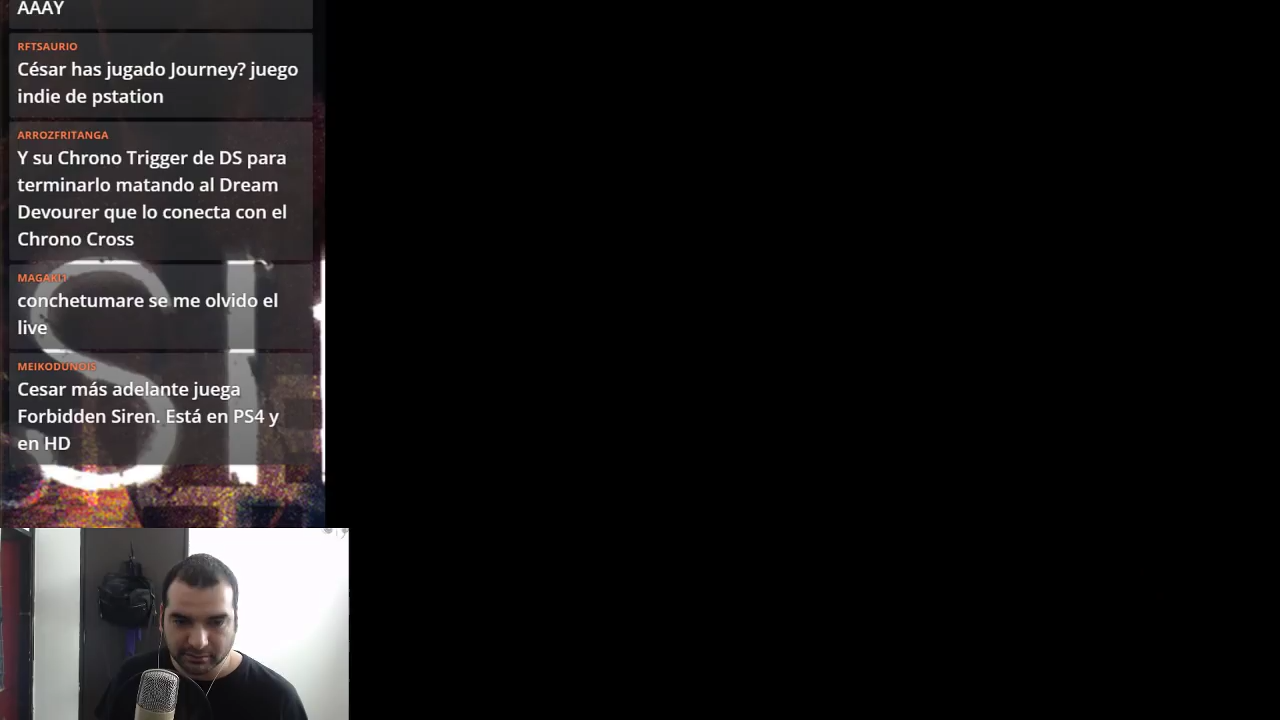 AAAY
RFTSAURIO
César has jugado Journey? juego
indie de pstation
ARROZFRITANGA
Y su Chrono Trigger de DS para
terminarlo matando al Dream
Devourer que lo conecta con el
Chrono Cross
MAGAKI1
conchetumare se me olvido el
live
MEIKODUNOIS
Cesar más adelante juega
Forbidden Siren. Está en PS4 y
en HD